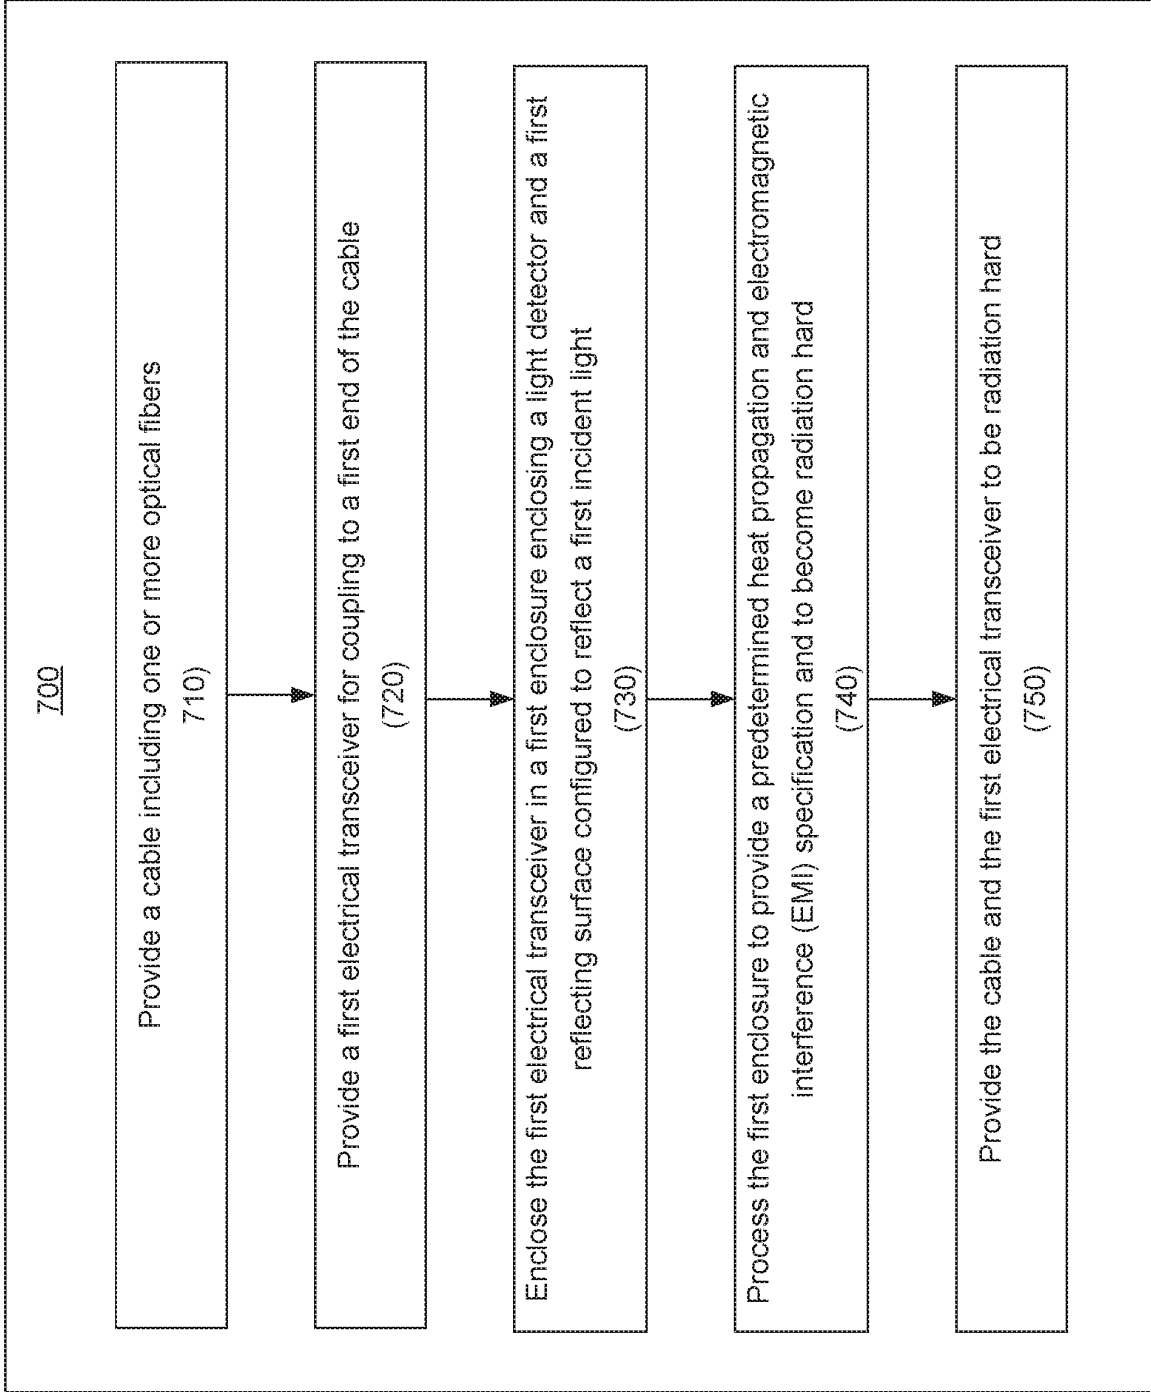 700
Provide a cable including one or more optical fibers
710)
Provide a first electrical transceiver for coupling to a first end of the cable
(720)
Enclose the first electrical transceiver in a first enclosure enclosing a light detector and a first
reflecting surface configured to reflect a first incident light
(730)
Process the first enclosure to provide a predetermined heat propagation and electromagnetic
interference (EMI) specification and to become radiation hard
(740)
Provide the cable and the first electrical transceiver to be radiation hard
(750)